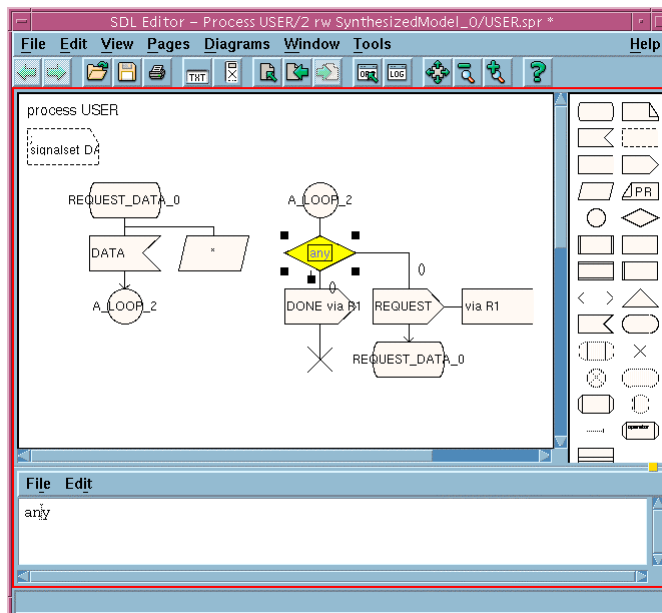 SDL Editor – Process USER/2 rw SynthesizedModel_0/USER.spr *
File Edit View Pages Diagrams Window Tools Help
TXT ORG LOG ?
process USER
signalset DA
REQUEST_DATA_0 A_LOOP_2
DATA * any
()
()
A_LOOP_2 DONE via R1 REQUEST via R1
REQUEST_DATA_0
PR
operator
File Edit
any